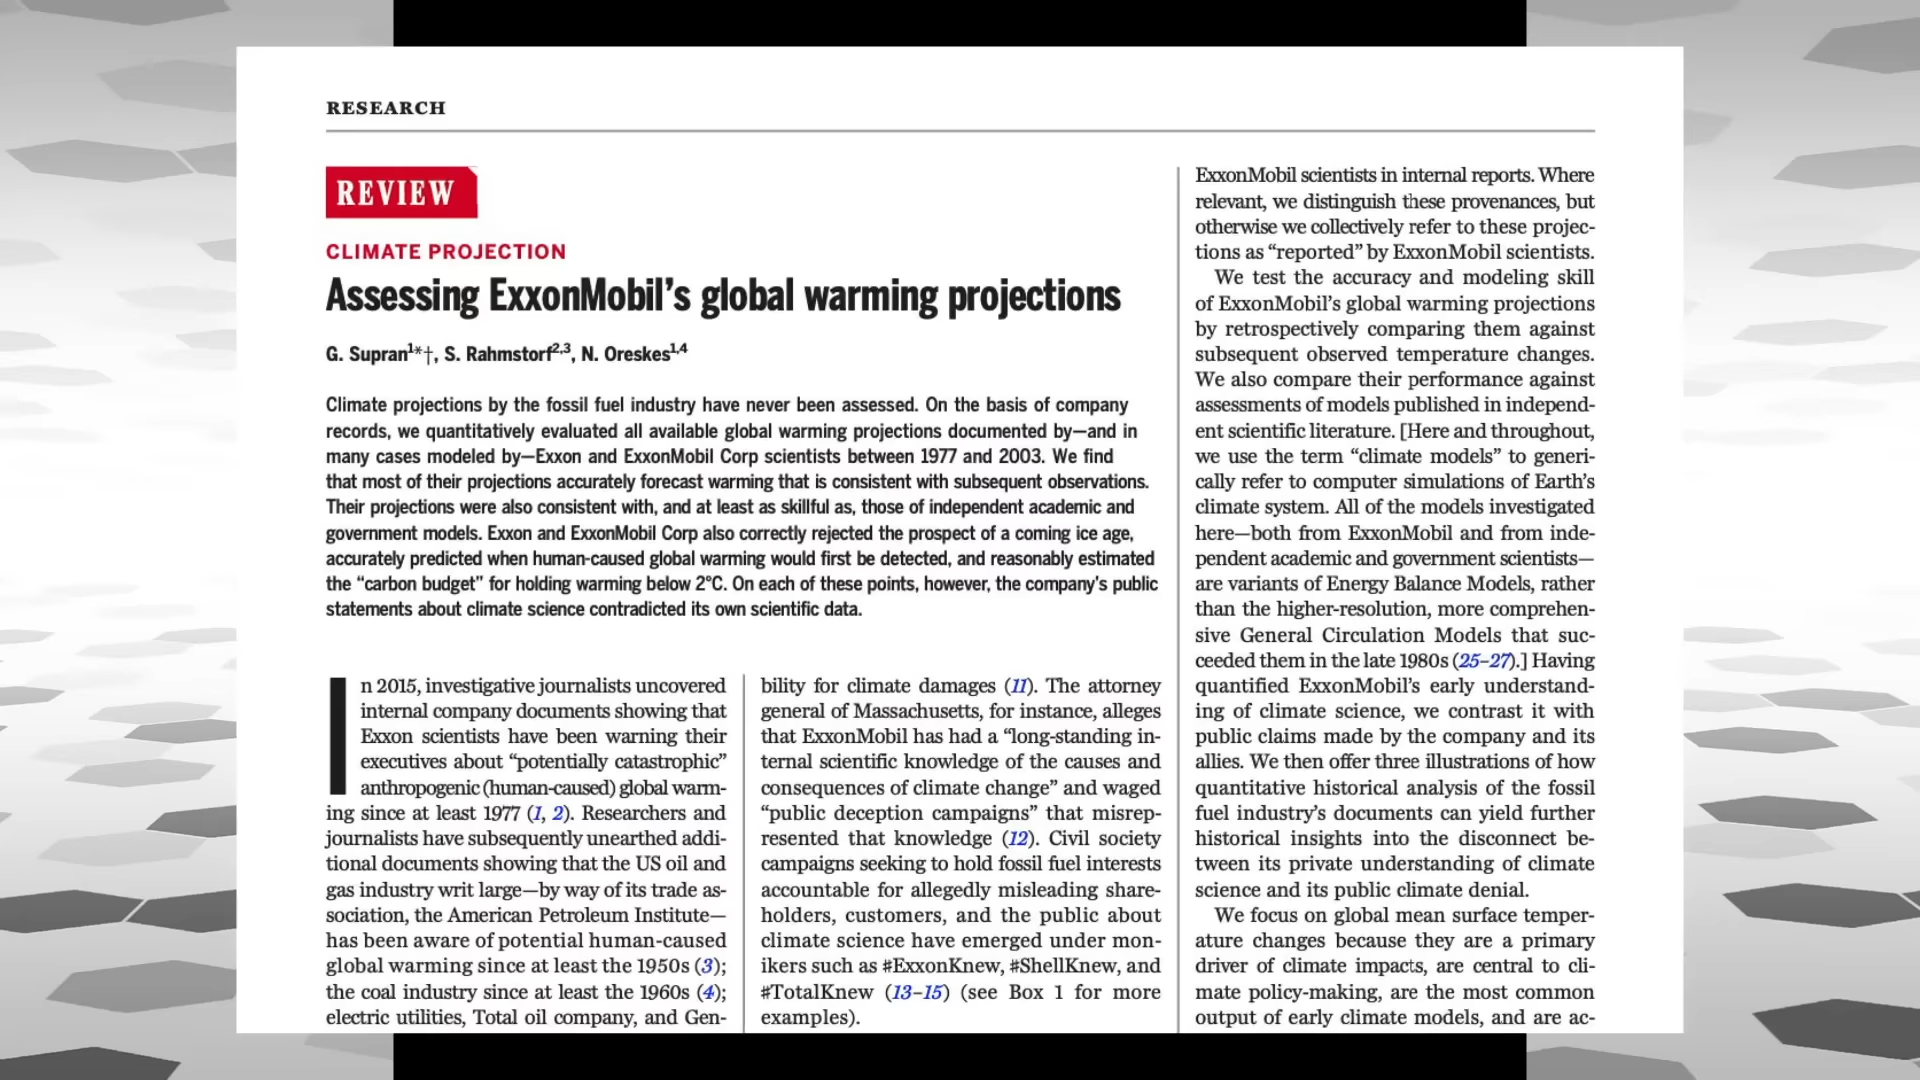 RESEARCH
REVIEW
CLIMATE PROJECTION
Assessing ExxonMobil’s global warming projections
G. Supran1*†, S. Rahmstorf2,3, N. Oreskes1,4
Climate projections by the fossil fuel industry have never been assessed. On the basis of company
records, we quantitatively evaluated all available global warming projections documented by—and in
many cases modeled by—Exxon and ExxonMobil Corp scientists between 1977 and 2003. We find
that most of their projections accurately forecast warming that is consistent with subsequent observations.
Their projections were also consistent with, and at least as skillful as, those of independent academic and
government models. Exxon and ExxonMobil Corp also correctly rejected the prospect of a coming ice age,
accurately predicted when human-caused global warming would first be detected, and reasonably estimated
the “carbon budget” for holding warming below 2°C. On each of these points, however, the company’s public
statements about climate science contradicted its own scientific data.
In 2015, investigative journalists uncovered
internal company documents showing that
Exxon scientists have been warning their
executives about “potentially catastrophic”
anthropogenic (human-caused) global warm-
ing since at least 1977 (1, 2). Researchers and
journalists have subsequently unearthed addi-
tional documents showing that the US oil and
gas industry writ large—by way of its trade as-
sociation, the American Petroleum Institute—
has been aware of potential human-caused
global warming since at least the 1950s (3);
the coal industry since at least the 1960s (4);
electric utilities, Total oil company, and Gen-
bility for climate damages (11). The attorney
general of Massachusetts, for instance, alleges
that ExxonMobil has had a “long-standing in-
ternal scientific knowledge of the causes and
consequences of climate change” and waged
“public deception campaigns” that misrep-
resented that knowledge (12). Civil society
campaigns seeking to hold fossil fuel interests
accountable for allegedly misleading share-
holders, customers, and the public about
climate science have emerged under mon-
ikers such as #ExxonKnew, #ShellKnew, and
#TotalKnew (13–15) (see Box 1 for more
examples).
ExxonMobil scientists in internal reports. Where
relevant, we distinguish these provenances, but
otherwise we collectively refer to these projec-
tions as “reported” by ExxonMobil scientists.
We test the accuracy and modeling skill
of ExxonMobil’s global warming projections
by retrospectively comparing them against
subsequent observed temperature changes.
We also compare their performance against
assessments of models published in independ-
ent scientific literature. [Here and throughout,
we use the term “climate models” to generi-
cally refer to computer simulations of Earth’s
climate system. All of the models investigated
here—both from ExxonMobil and from inde-
pendent academic and government scientists—
are variants of Energy Balance Models, rather
than the higher-resolution, more comprehen-
sive General Circulation Models that suc-
ceeded them in the late 1980s (25–27).] Having
quantified ExxonMobil’s early understand-
ing of climate science, we contrast it with
public claims made by the company and its
allies. We then offer three illustrations of how
quantitative historical analysis of the fossil
fuel industry’s documents can yield further
historical insights into the disconnect be-
tween its private understanding of climate
science and its public climate denial.
We focus on global mean surface temper-
ature changes because they are a primary
driver of climate impacts, are central to cli-
mate policy-making, are the most common
output of early climate models, and are ac-